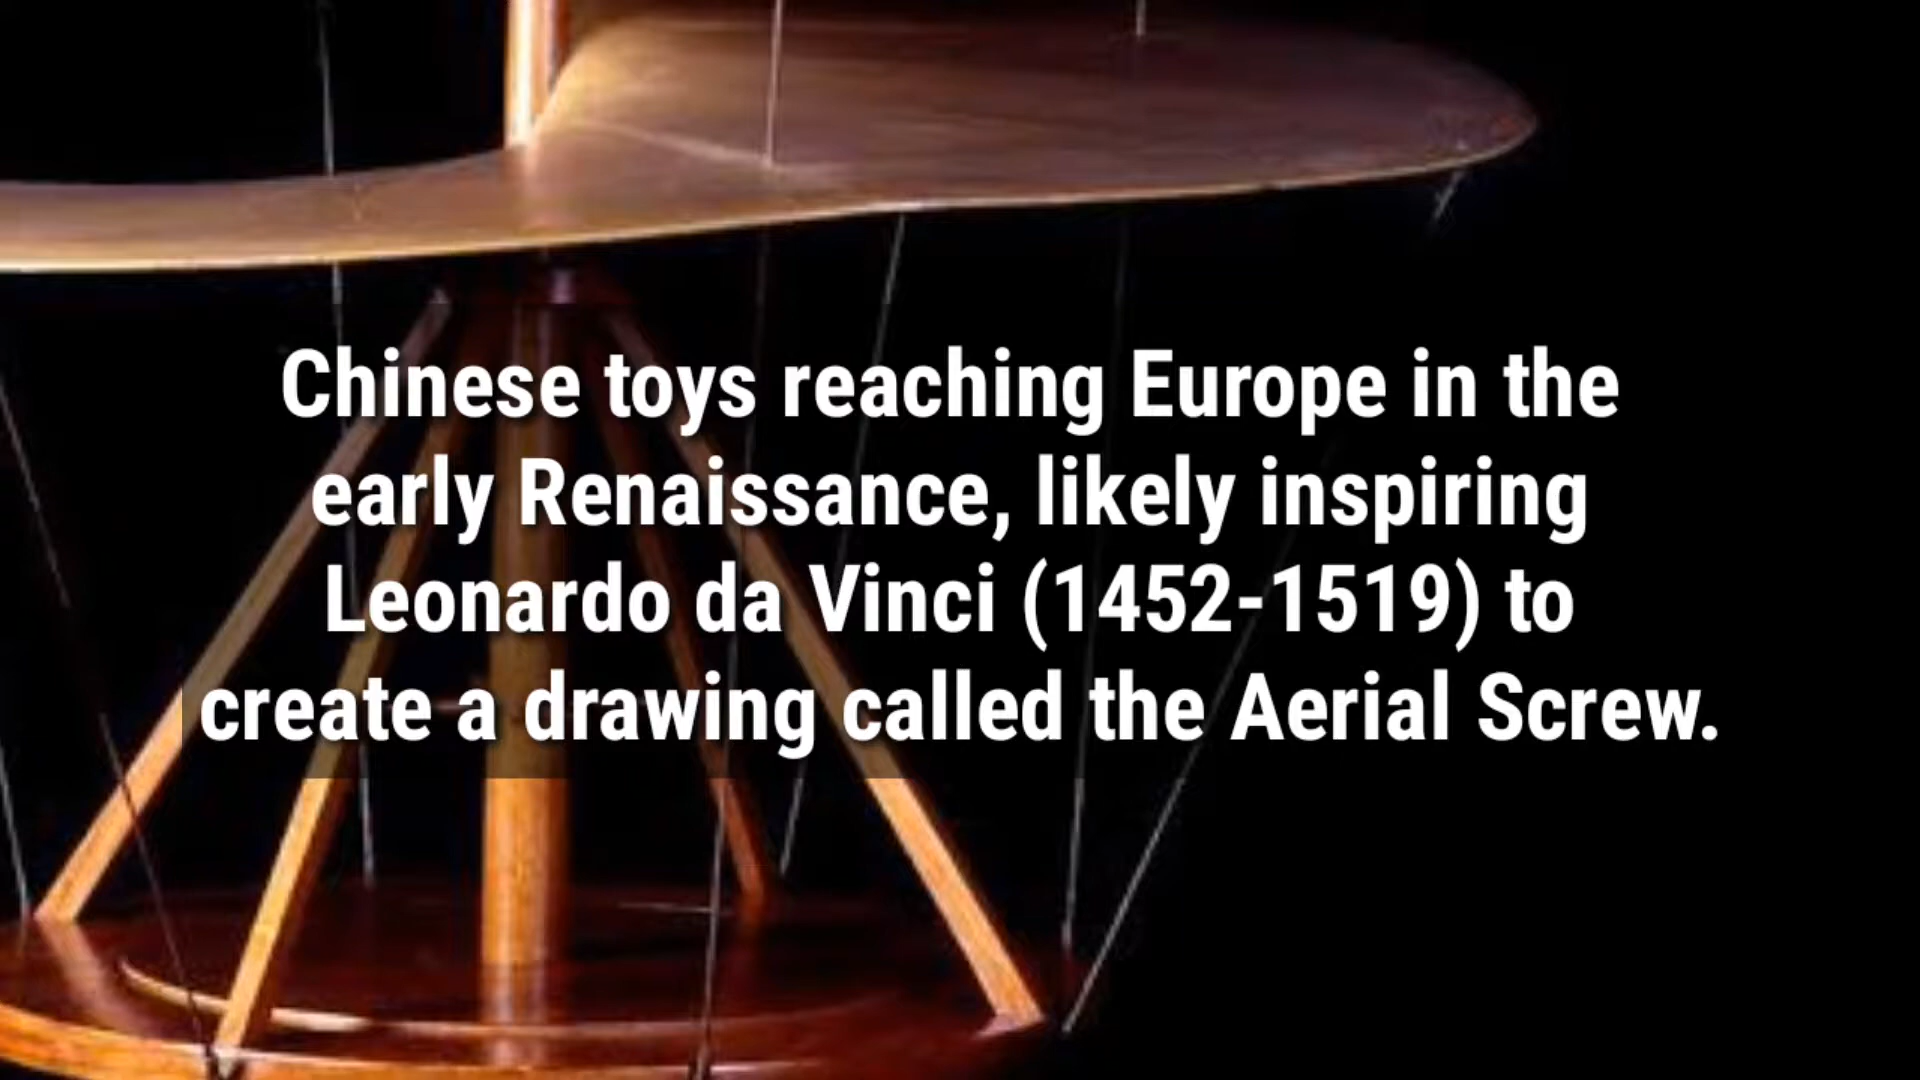 Chinese toys reaching Europe in the
early Renaissance, likely inspiring
Leonardo da Vinci (1452-1519) to
create a drawing called the Aerial Screw.